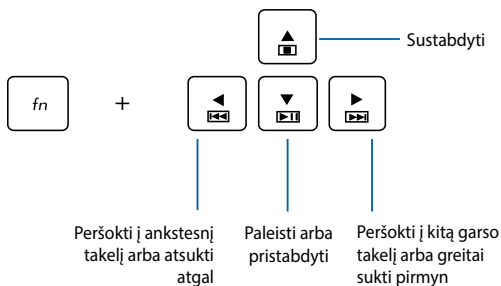 Sustabdyti
fn +
Peršokti į ankstesnį
takelį arba atsukti
atgal
Paleisti arba
pristabdyti
Peršokti į kitą garso
takelį arba greitai
sukti pirmyn